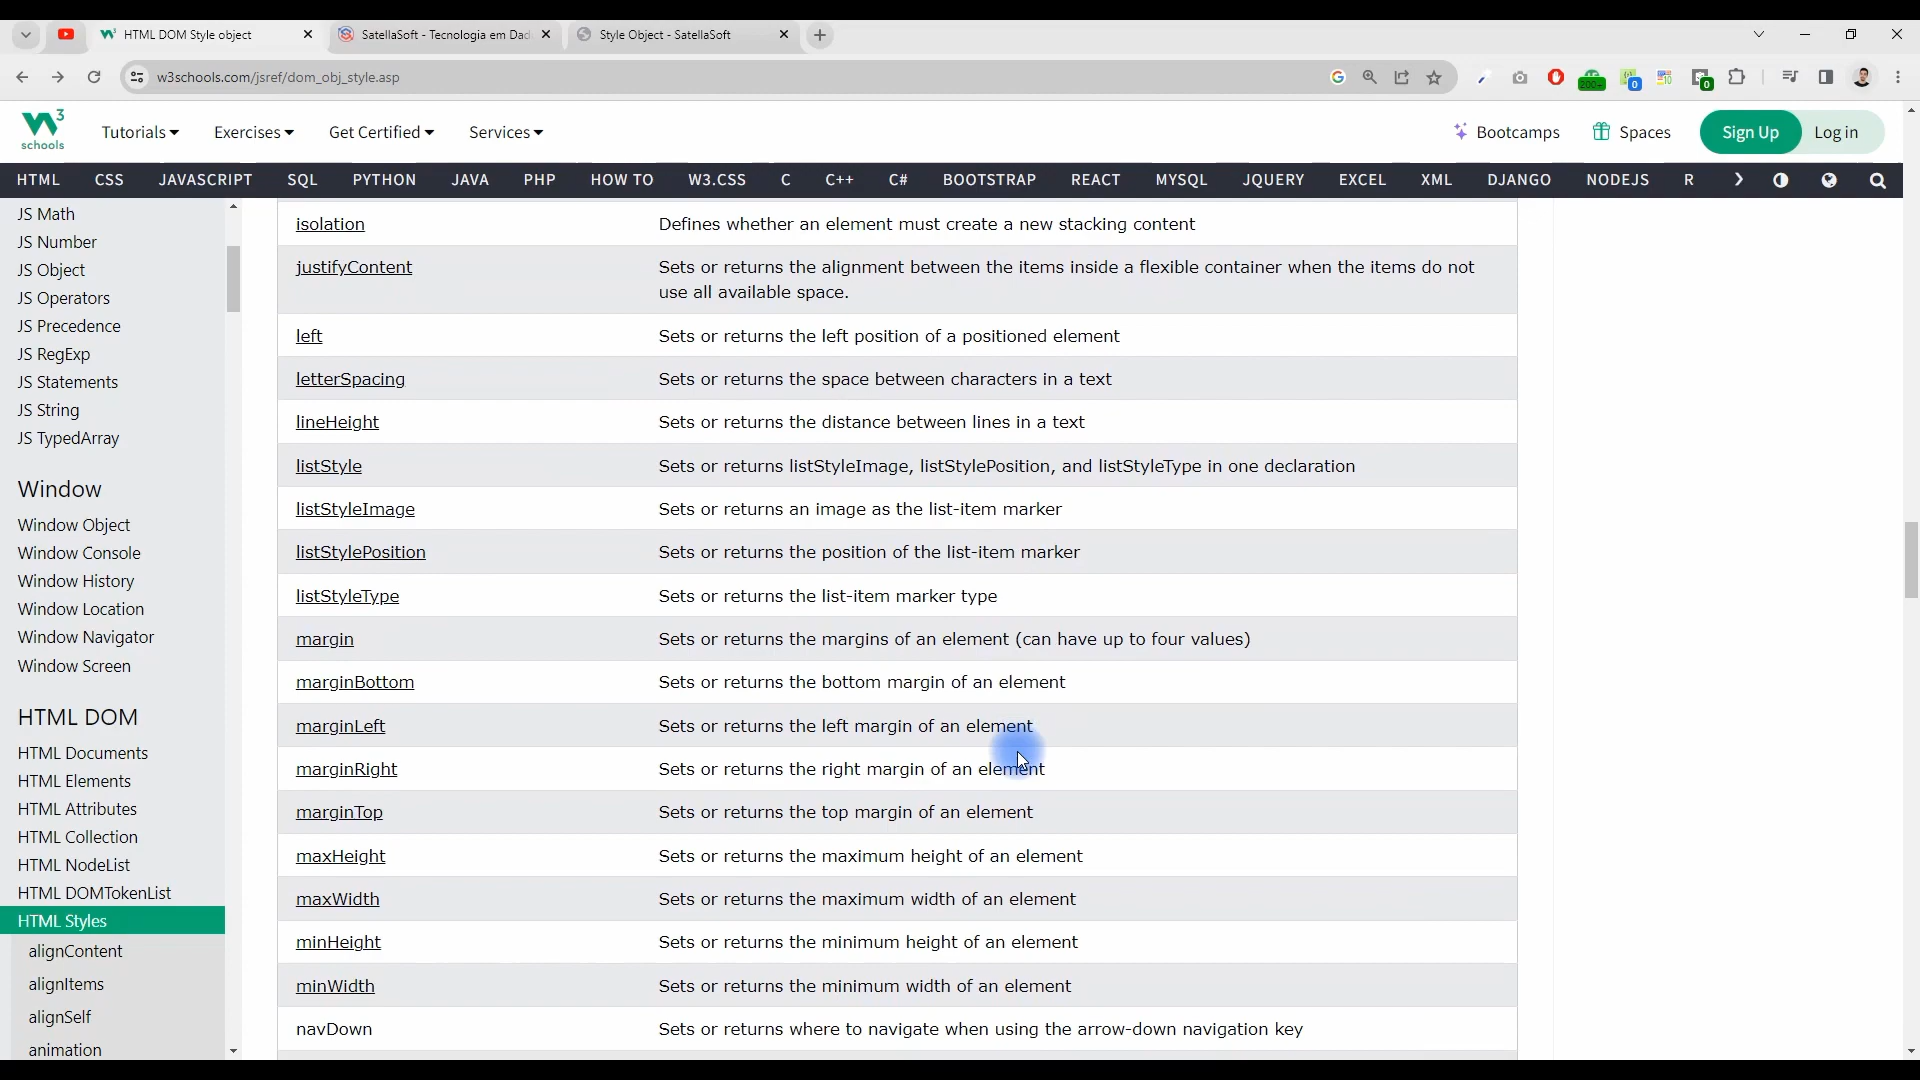 HTML DOM Style object
SatellaSoft - Tecnologia em Dad
Style Object - SatellaSoft
w3schools.com/jsref/dom_obj_style.asp
200+
0
10
0
W3
schools
Tutorials
Exercises
Get Certified
Services
Bootcamps
Spaces
Sign Up
Log in
HTML CSS JAVASCRIPT SQL PYTHON JAVA PHP HOW TO W3.CSS C C++ C# BOOTSTRAP REACT MYSQL JQUERY EXCEL XML DJANGO NODEJS R
JS Math
JS Number
JS Object
JS Operators
JS Precedence
JS RegExp
JS Statements
JS String
JS TypedArray
Window
Window Object
Window Console
Window History
Window Location
Window Navigator
Window Screen
HTML DOM
HTML Documents
HTML Elements
HTML Attributes
HTML Collection
HTML NodeList
HTML DOMTokenList
HTML Styles
alignContent
alignItems
alignSelf
animation
isolation Defines whether an element must create a new stacking content
justifyContent Sets or returns the alignment between the items inside a flexible container when the items do not
use all available space.
left Sets or returns the left position of a positioned element
letterSpacing Sets or returns the space between characters in a text
lineHeight Sets or returns the distance between lines in a text
listStyle Sets or returns listStyleImage, listStylePosition, and listStyleType in one declaration
listStyleImage Sets or returns an image as the list-item marker
listStylePosition Sets or returns the position of the list-item marker
listStyleType Sets or returns the list-item marker type
margin Sets or returns the margins of an element (can have up to four values)
marginBottom Sets or returns the bottom margin of an element
marginLeft Sets or returns the left margin of an element
marginRight Sets or returns the right margin of an element
marginTop Sets or returns the top margin of an element
maxHeight Sets or returns the maximum height of an element
maxWidth Sets or returns the maximum width of an element
minHeight Sets or returns the minimum height of an element
minWidth Sets or returns the minimum width of an element
navDown Sets or returns where to navigate when using the arrow-down navigation key